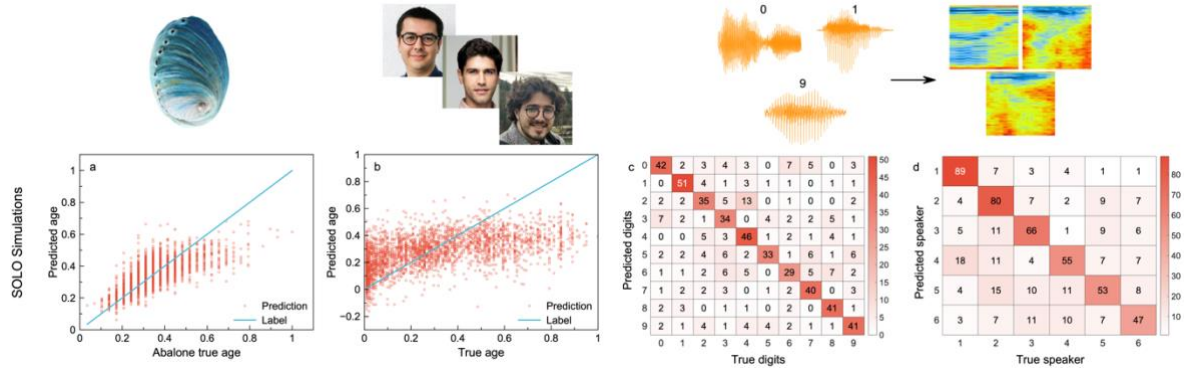 0 1
9
SOLO Simulations
a
Predicted age
1
0.8
0.6
0.4
0.2
0
0 0.2 0.4 0.6 0.8 1
Prediction
Label
Abalone true age
b
Predicted age
1
0.8
0.6
0.4
0.2
0
−0.2
0 0.2 0.4 0.6 0.8 1
Prediction
Label
True age
c
Predicted digits
0 42 2 3 4 3 0 7 5 0 3
1 0 51 4 1 3 1 1 0 1 1
2 2 2 35 5 13 0 1 0 0 2
3 7 2 1 34 0 4 2 2 5 1
4 0 0 5 3 46 1 2 1 4 1
5 2 2 4 6 2 33 1 6 1 6
6 1 1 2 6 5 0 29 5 7 2
7 1 2 2 3 0 1 2 40 3 2
8 2 3 0 1 1 0 1 2 41 1
9 2 1 4 1 4 4 2 1 1 41
0 1 2 3 4 5 6 7 8 9
True digits
50
45
40
35
30
25
20
15
10
5
0
d
Predicted speaker
1 89 7 3 4 1 1
2 4 80 7 2 9 7
3 5 11 66 1 9 6
4 18 11 4 55 7 7
5 4 15 10 11 53 8
6 3 7 11 10 7 47
1 2 3 4 5 6
True speaker
80
70
60
50
40
30
20
10